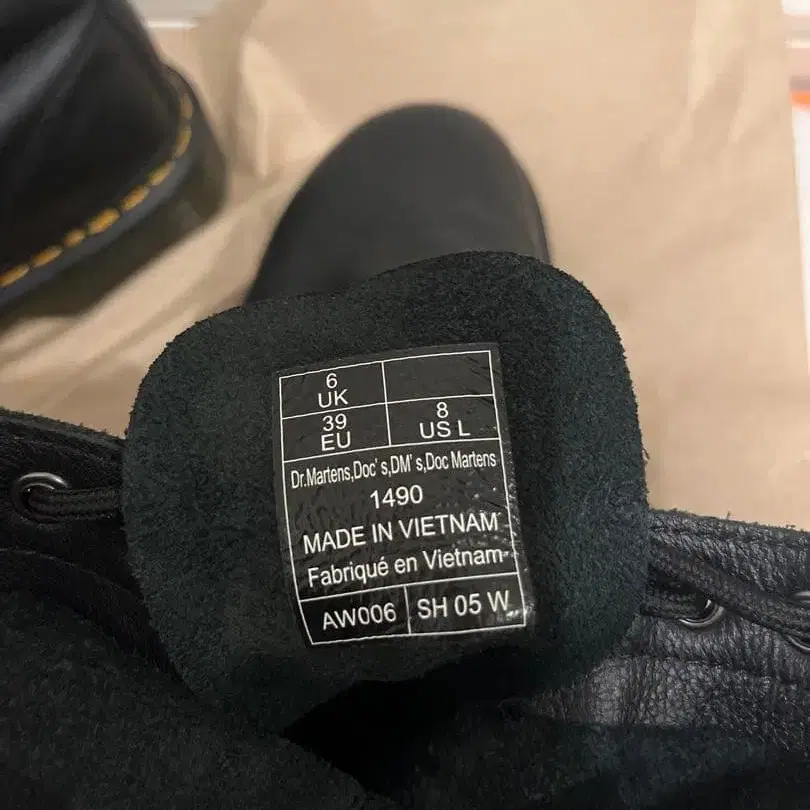 6
UK
39
EU
8
US L
Dr.Martens,Doc's,DM's,Doc Martens
1490
MADE IN VIETNAM
Fabriqué en Vietnam
AW006
SH 05 W